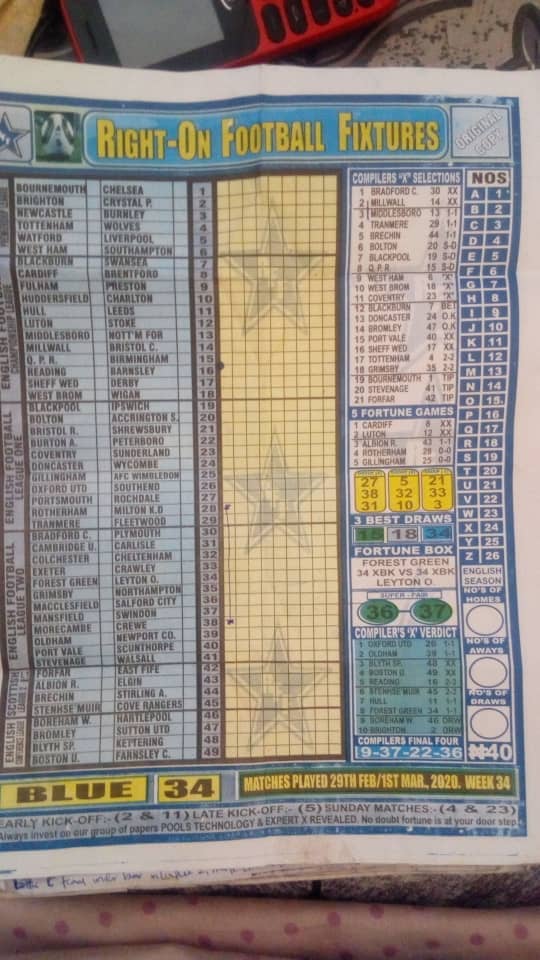 RIGHT-ON FOOTBALL FIXTURES
ORIGINAL COPY
BOURNEMOUTH CHELSEA 1
BRIGHTON CRYSTAL P. 2
NEWCASTLE BURNLEY 3
TOTTENHAM WOLVES 4
WATFORD LIVERPOOL 5
WEST HAM SOUTHAMPTON 6
BLACKBURN SWANSEA 7
CARDIFF BRENTFORD 8
FULHAM PRESTON 9
HUDDERSFIELD CHARLTON 10
HULL LEEDS 11
LUTON STOKE 12
MIDDLESBORO NOTT'M FOR 13
MILLWALL BRISTOL C. 14
Q. P. R. BIRMINGHAM 15
READING BARNSLEY 16
SHEFF WED DERBY 17
WEST BROM WIGAN 18
BLACKPOOL IPSWICH 19
BOLTON ACCRINGTON S. 20
BRISTOL R. SHREWSBURY 21
BURTON A. PETERBORO 22
COVENTRY SUNDERLAND 23
DONCASTER WYCOMBE 24
GILLINGHAM AFC WIMBLEDON 25
OXFORD UTD SOUTHEND 26
PORTSMOUTH ROCHDALE 27
ROTHERHAM MILTON K.D 28
TRANMERE FLEETWOOD 29
BRADFORD C. PLYMOUTH 30
CAMBRIDGE U. CARLISLE 31
COLCHESTER CHELTENHAM 32
EXETER CRAWLEY 33
FOREST GREEN LEYTON O. 34
GRIMSBY NORTHAMPTON 35
MACCLESFIELD SALFORD CITY 36
MANSFIELD SWINDON 37
MORECAMBE CREWE 38
OLDHAM NEWPORT CO. 39
PORT VALE SCUNTHORPE 40
STEVENAGE WALSALL 41
FORFAR EAST FIFE 42
ALBION R. ELGIN 43
BRECHIN STIRLING A. 44
STENHSE'MUIR COVE RANGERS 45
BOREHAM W. HARTLEPOOL 46
BROMLEY SUTTON UTD 47
BLYTH SP. KETTERING 48
BOSTON U. FARNSLEY C. 49
ENGLISH FOOTBALL
LEAGUE ONE
ENGLISH FOOTBALL
LEAGUE TWO
SCOTTISH
ENGLISH
COMPILERS "X" SELECTIONS
1 BRADFORD C. 30 XX
2 MILLWALL 14 XX
3 MIDDLESBORO 13 1-1
4 TRANMERE 29 1-1
5 BRECHIN 44 1-1
6 BOLTON 20 S-D
7 BLACKPOOL 19 S-D
8 Q. P. R. 15 S-D
9 WEST HAM 6 "X"
10 WEST BROM 18 "X"
11 COVENTRY 23 "X"
12 BLACKBURN 7 BET
13 DONCASTER 24 O.K
14 BROMLEY 47 O.K
15 PORT VALE 40 XX
16 SHEFF WED 17 XX
17 TOTTENHAM 4 2-2
18 GRIMSBY 35 2-2
19 BOURNEMOUTH 1 TIP
20 STEVENAGE 41 TIP
21 FORFAR 42 TIP
5 FORTUNE GAMES
1 CARDIFF 8 XX
2 LUTON 12 XX
3 ALBION R. 43 1-1
4 ROTHERHAM 28 0-0
5 GILLINGHAM 25 0-0
27 5 21
38 32 33
31 10 3
3 BEST DRAWS
15 18 34
FORTUNE BOX
FOREST GREEN
34 XBK VS 34 XBK
LEYTON O.
SUPER - PAIR
36 37
COMPILER'S 'X' VERDICT
1 OXFORD UTD 26 1-1
2 OLDHAM 39 1-1
3 BLYTH SP. 48 XX
4 BOSTON U. 49 XX
5 READING 16 2-2
6 STENHSE'MUIR 45 2-2
7 HULL 11 1-1
8 FOREST GREEN 34 1-1
9 BOREHAM W. 46 ORW
10 BRIGHTON 2 ORW
COMPILERS FINAL FOUR
9-37-22-36
NOS
A 1
B 2
C 3
D 4
E 5
F 6
G 7
H 8
I 9
J 10
K 11
L 12
M 13
N 14
O 15
P 16
Q 17
R 18
S 19
T 20
U 21
V 22
W 23
X 24
Y 25
Z 26
ENGLISH
SEASON
NO'S OF
HOMES
NO'S OF
AWAYS
NO'S OF
DRAWS
₦40
BLUE 34 MATCHES PLAYED 29TH FEB/1ST MAR. 2020. WEEK 34
EARLY KICK-OFF:- (2 & 11) LATE KICK-OFF:- (5) SUNDAY MATCHES:- (4 & 23)
Always invest on our group of papers POOLS TECHNOLOGY & EXPERT X REVEALED. No doubt fortune is at your door step.